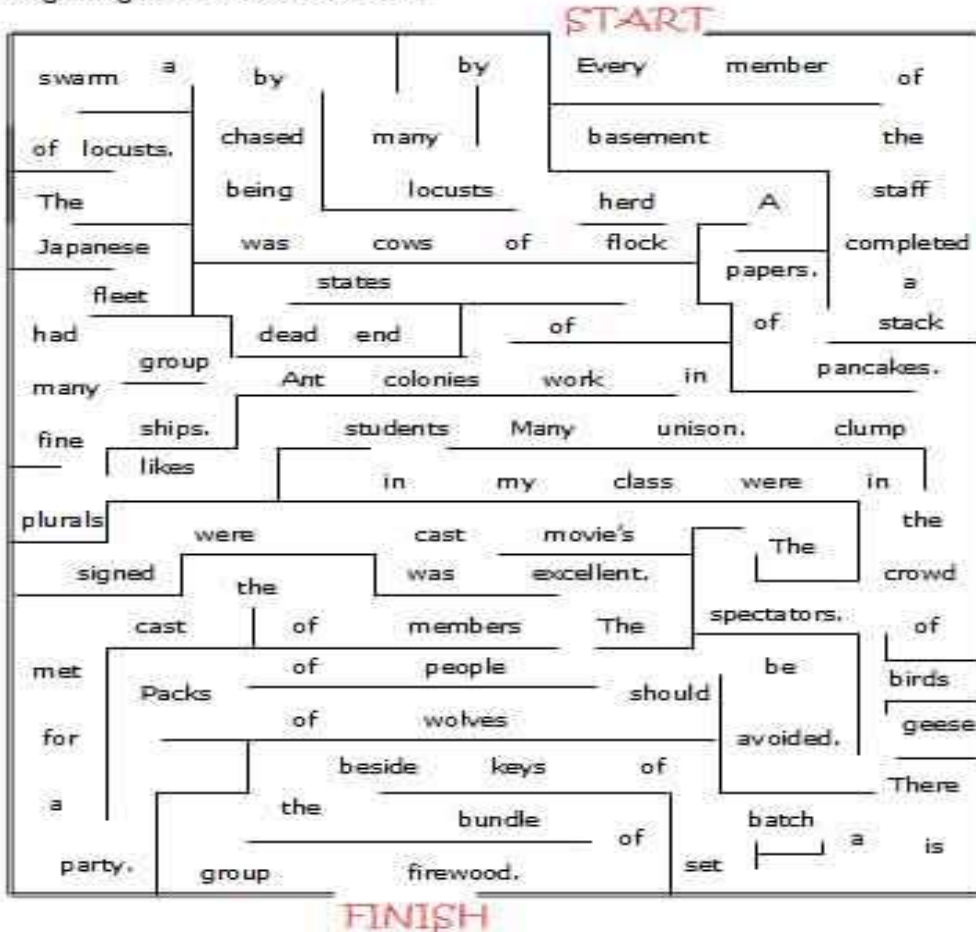 START
swarm a by by Every member of
of locusts. chased many basement the
The being locusts herd A staff
Japanese was cows of flock completed
fleet states papers. a
had dead end of of stack
group pancakes.
many Ant colonies work in
fine ships. students Many unison. clump
likes in my class were in
plurals were cast movie's The the
signed the was excellent. crowd
cast of members The spectators. of
met Packs of people should be birds
for of wolves avoided. geese
beside keys of There
a the bundle of batch a is
party. group firewood. set
FINISH